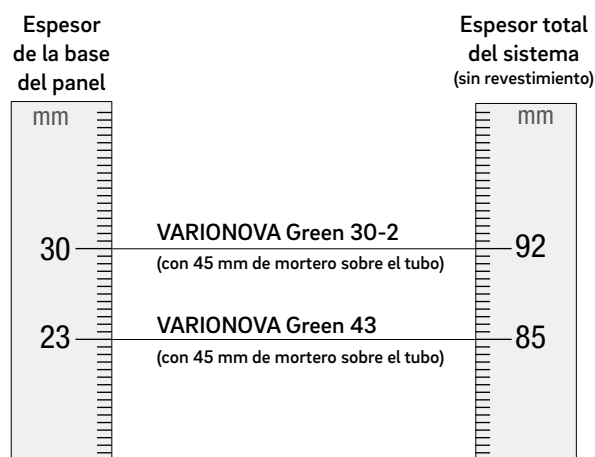 Espesor
de la base
del panel
Espesor total
del sistema
(sin revestimiento)
mm
mm
VARIONOVA Green 30-2
30
92
(con 45 mm de mortero sobre el tubo)
VARIONOVA Green 43
23
85
(con 45 mm de mortero sobre el tubo)